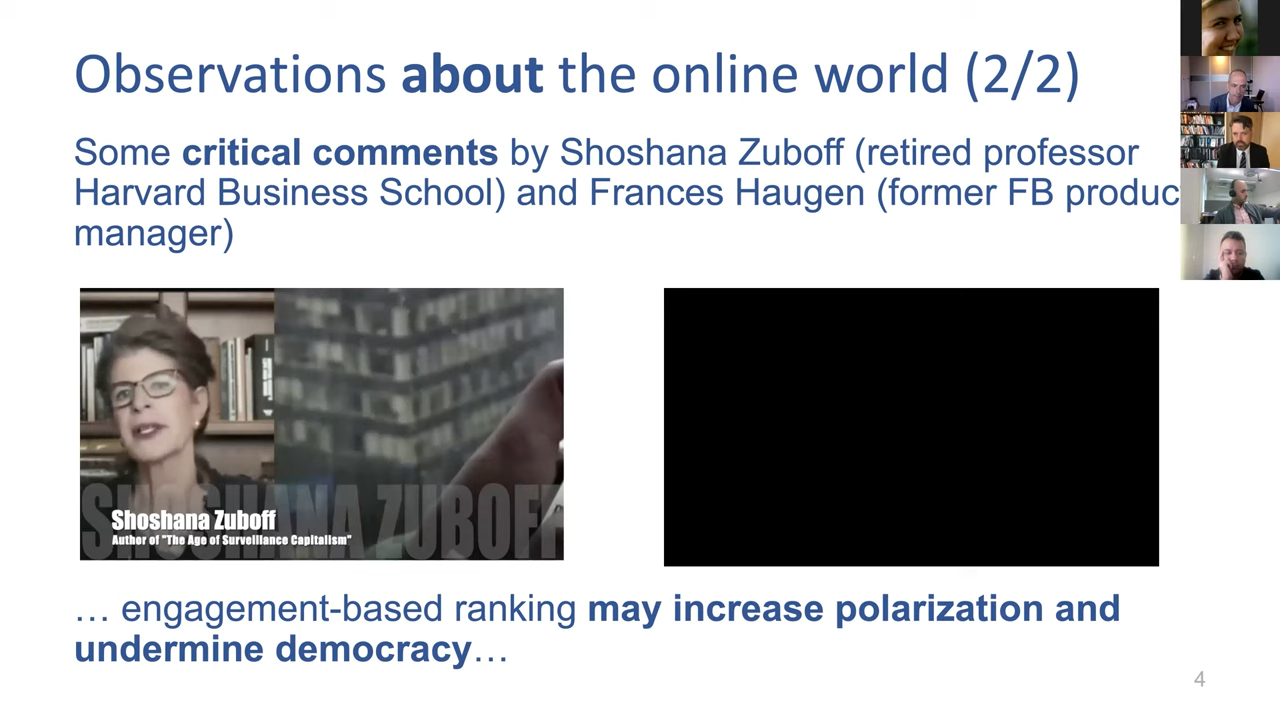 Observations about the online world (2/2)
Some critical comments by Shoshana Zuboff (retired professor
Harvard Business School) and Frances Haugen (former FB produc
manager)
SHOSHANA ZUBOFF
Shoshana Zuboff
Author of "The Age of Surveillance Capitalism"
… engagement-based ranking may increase polarization and
undermine democracy…
4